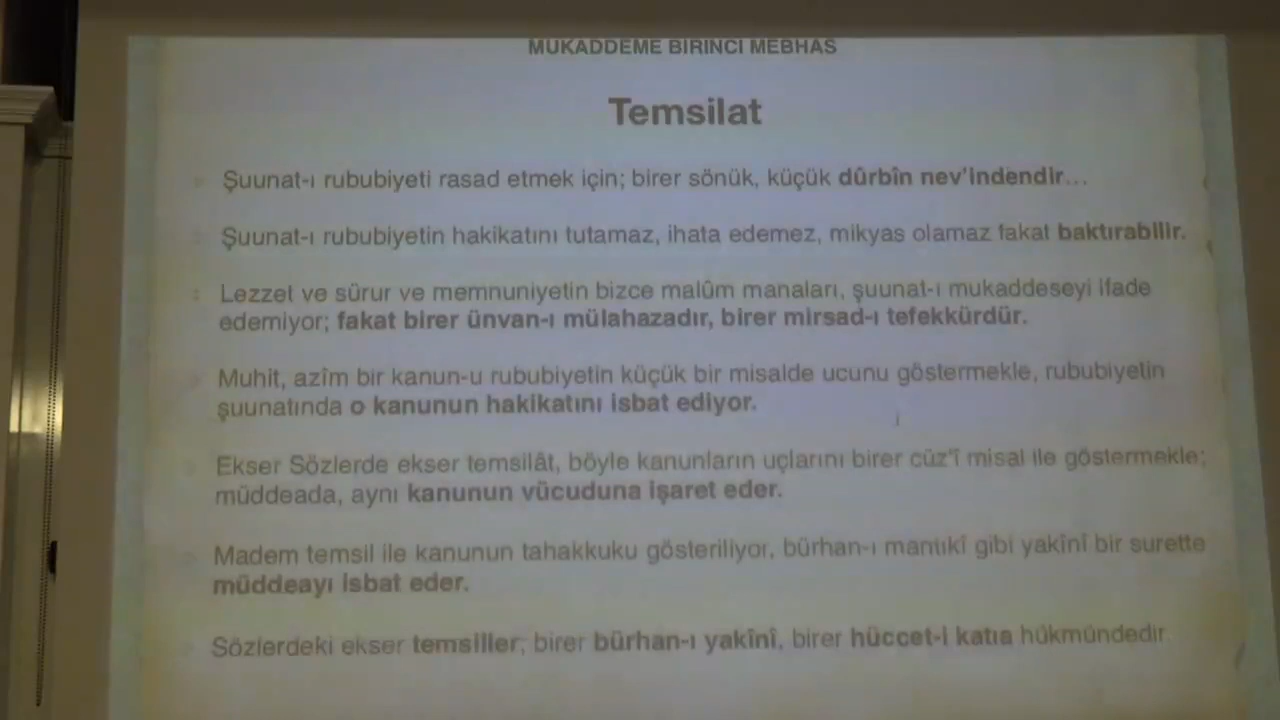 MUKADDEME BİRİNCİ MEBHAS
Temsilat
Şuunat-ı rububiyeti rasad etmek için; birer sönük, küçük dûrbîn nev'indendir...
Şuunat-ı rububiyetin hakikatını tutamaz, ihata edemez, mikyas olamaz fakat baktırabilir.
Lezzet ve sürur ve memnuniyetin bizce malûm manaları, şuunat-ı mukaddeseyi ifade
edemiyor; fakat birer ünvan-ı mülahazadır, birer mirsad-ı tefekkürdür.
Muhit, azîm bir kanun-u rububiyetin küçük bir misalde ucunu göstermekle, rububiyetin
şuunatında o kanunun hakikatını isbat ediyor.
Ekser Sözlerde ekser temsilât, böyle kanunların uçlarını birer cüz'î misal ile göstermekle;
müddeada, aynı kanunun vücuduna işaret eder.
Madem temsil ile kanunun tahakkuku gösteriliyor, bürhan-ı mantıkî gibi yakînî bir surette
müddeayı isbat eder.
Sözlerdeki ekser temsiller; birer bürhan-ı yakînî, birer hüccet-i katıa hükmündedir.